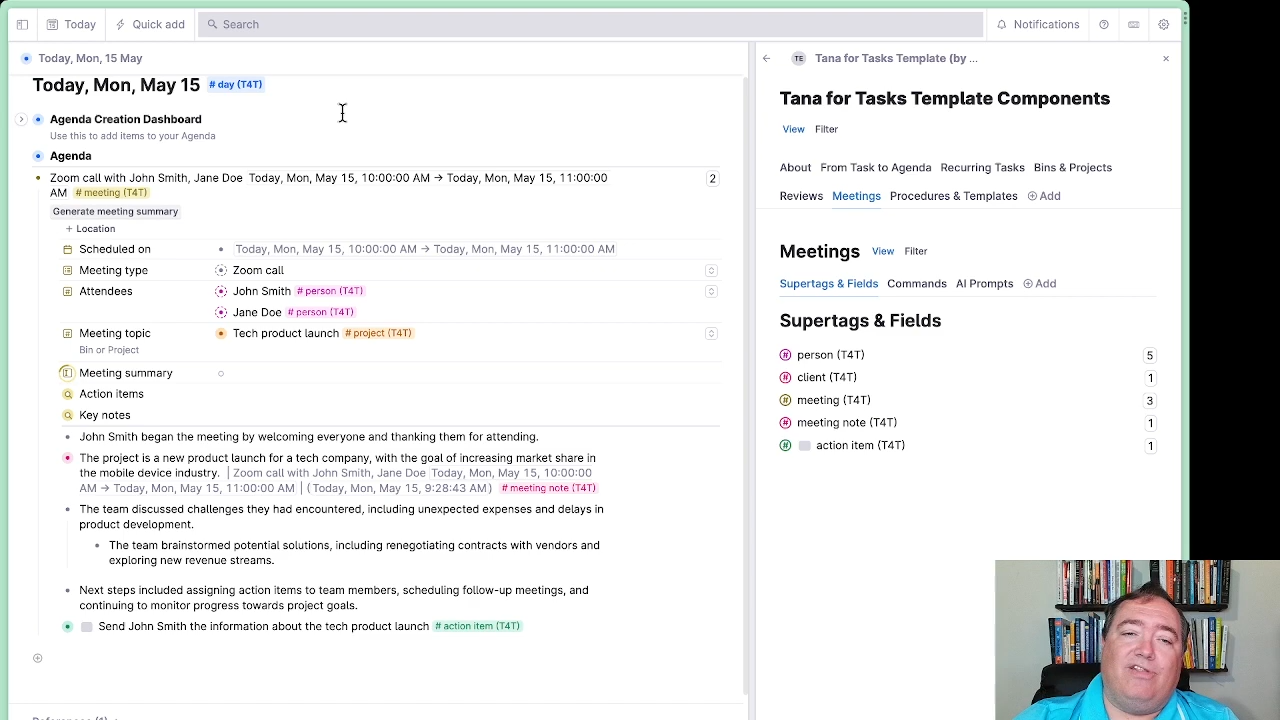 Today
Quick add
Search
Notifications
Today, Mon, 15 May
Today, Mon, May 15 # day (T4T)
Agenda Creation Dashboard
Use this to add items to your Agenda
Agenda
Zoom call with John Smith, Jane Doe Today, Mon, May 15, 10:00:00 AM → Today, Mon, May 15, 11:00:00
AM # meeting (T4T)
2
Generate meeting summary
+ Location
Scheduled on Today, Mon, May 15, 10:00:00 AM → Today, Mon, May 15, 11:00:00 AM
Meeting type Zoom call
Attendees John Smith # person (T4T)
Jane Doe # person (T4T)
Meeting topic Tech product launch # project (T4T)
Bin or Project
Meeting summary
Action items
Key notes
John Smith began the meeting by welcoming everyone and thanking them for attending.
The project is a new product launch for a tech company, with the goal of increasing market share in
the mobile device industry. | Zoom call with John Smith, Jane Doe Today, Mon, May 15, 10:00:00
AM → Today, Mon, May 15, 11:00:00 AM | (Today, Mon, May 15, 9:28:43 AM) # meeting note (T4T)
The team discussed challenges they had encountered, including unexpected expenses and delays in
product development.
The team brainstormed potential solutions, including renegotiating contracts with vendors and
exploring new revenue streams.
Next steps included assigning action items to team members, scheduling follow-up meetings, and
continuing to monitor progress towards project goals.
Send John Smith the information about the tech product launch # action item (T4T)
TE Tana for Tasks Template (by ...
Tana for Tasks Template Components
View Filter
About From Task to Agenda Recurring Tasks Bins & Projects
Reviews Meetings Procedures & Templates Add
Meetings View Filter
Supertags & Fields Commands AI Prompts Add
Supertags & Fields
# person (T4T) 5
# client (T4T) 1
# meeting (T4T) 3
# meeting note (T4T) 1
# action item (T4T) 1